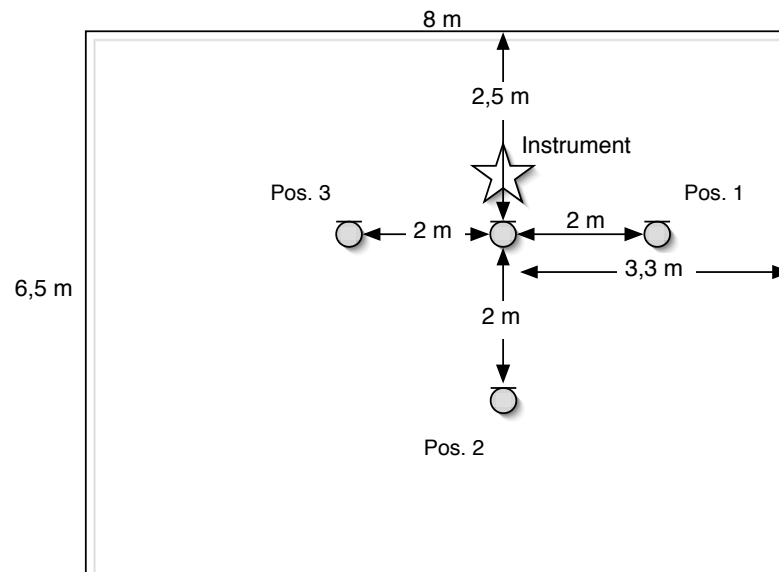 8 m
2,5 m
Instrument
Pos. 3
Pos. 1
2 m
2 m
3,3 m
6,5 m
2 m
Pos. 2